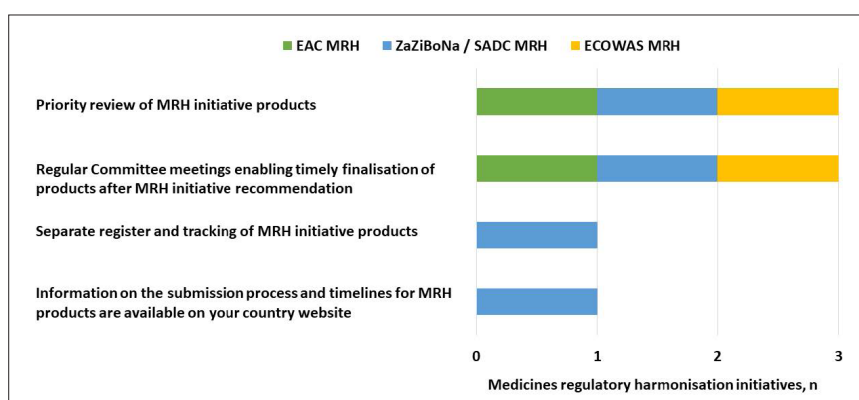 EAC MRH ZaZiBoNa / SADC MRH ECOWAS MRH
Priority review of MRH initiative products
Regular Committee meetings enabling timely finalisation of
products after MRH initiative recommendation
Separate register and tracking of MRH initiative products
Information on the submission process and timelines for MRH
products are available on your country website
0 1 2 3
Medicines regulatory harmonisation initiatives, n